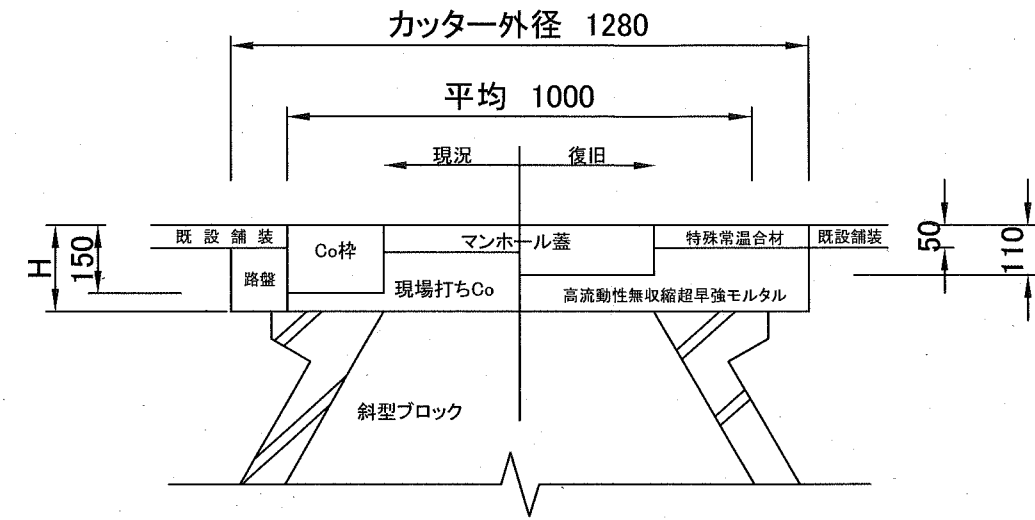 カッター外径 1280
平均 1000
現況 復旧
既設舗装 Co枠 マンホール蓋 特殊常温合材 既設舗装
H 150 50 110
路盤 現場打ちCo 高流動性無収縮超早強モルタル
斜型ブロック